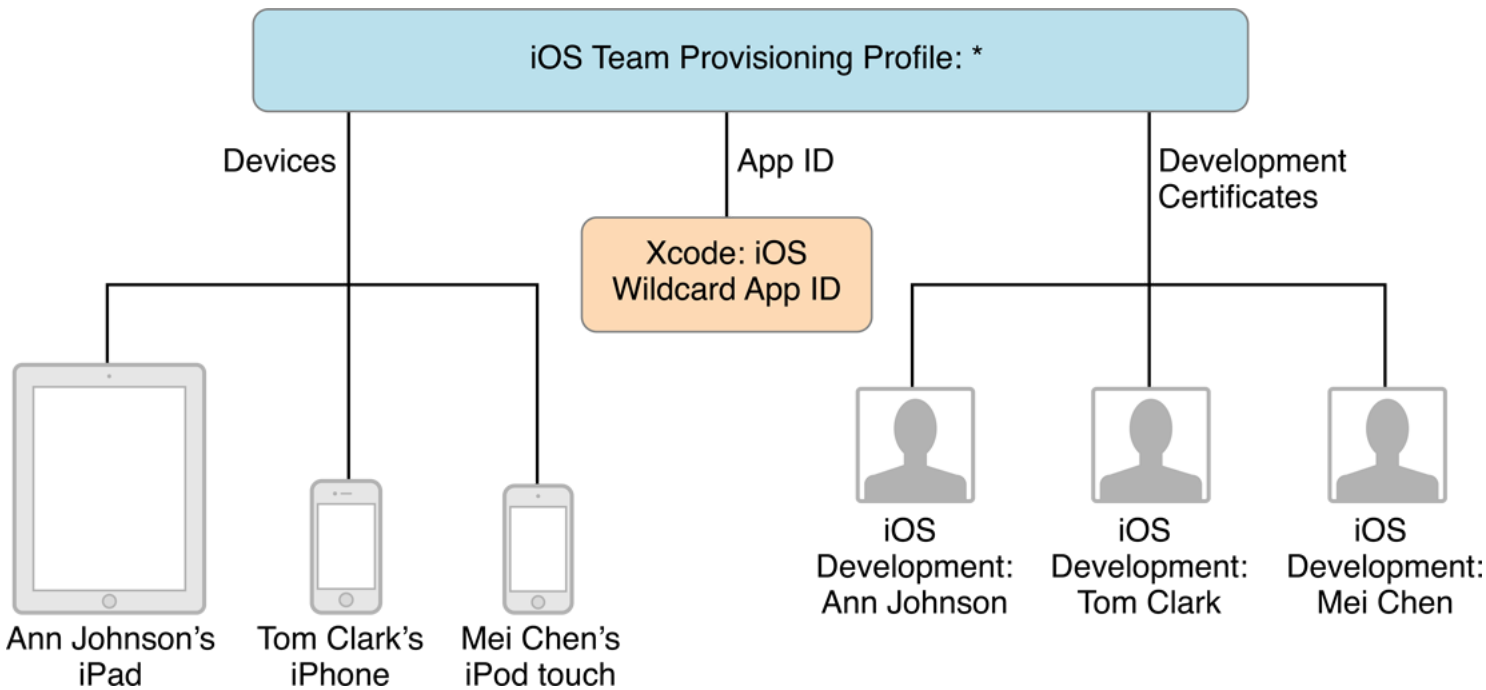 iOS Team Provisioning Profile: *
Devices
App ID
Development
Certificates
Xcode: iOS
Wildcard App ID
Ann Johnson’s
iPad
Tom Clark’s
iPhone
Mei Chen’s
iPod touch
iOS
Development:
Ann Johnson
iOS
Development:
Tom Clark
iOS
Development:
Mei Chen